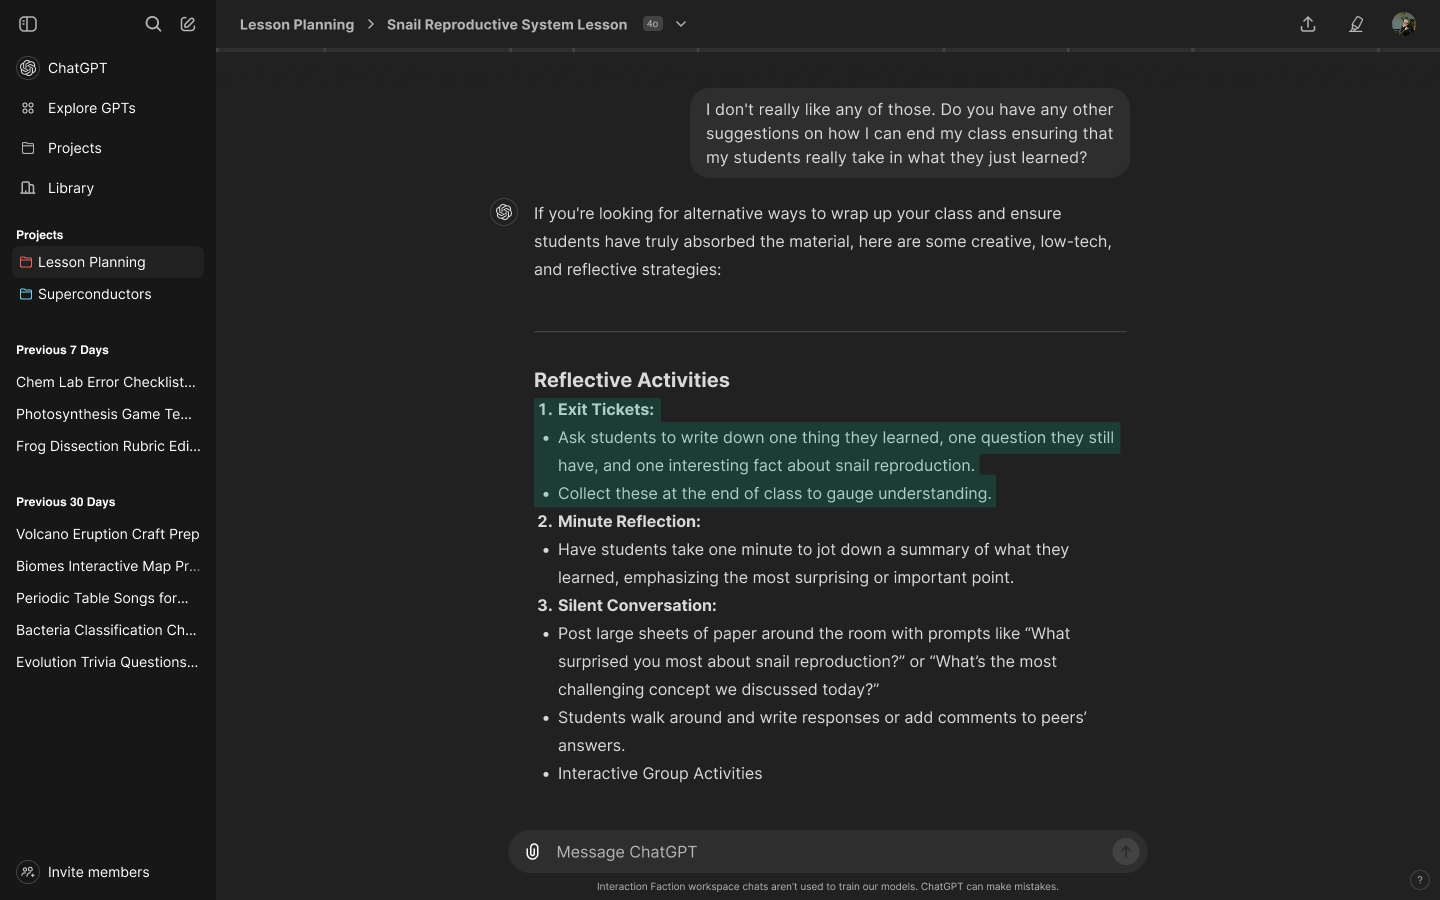 Lesson Planning > Snail Reproductive System Lesson 4o
ChatGPT
Explore GPTs
Projects
Library
Projects
Lesson Planning
Superconductors
Previous 7 Days
Chem Lab Error Checklist...
Photosynthesis Game Te...
Frog Dissection Rubric Edi...
Previous 30 Days
Volcano Eruption Craft Prep
Biomes Interactive Map Pr...
Periodic Table Songs for...
Bacteria Classification Ch...
Evolution Trivia Questions...
Invite members
I don't really like any of those. Do you have any other
suggestions on how I can end my class ensuring that
my students really take in what they just learned?
If you're looking for alternative ways to wrap up your class and ensure
students have truly absorbed the material, here are some creative, low-tech,
and reflective strategies:
Reflective Activities
1. Exit Tickets:
• Ask students to write down one thing they learned, one question they still
have, and one interesting fact about snail reproduction.
• Collect these at the end of class to gauge understanding.
2. Minute Reflection:
• Have students take one minute to jot down a summary of what they
learned, emphasizing the most surprising or important point.
3. Silent Conversation:
• Post large sheets of paper around the room with prompts like “What
surprised you most about snail reproduction?” or “What’s the most
challenging concept we discussed today?”
• Students walk around and write responses or add comments to peers’
answers.
• Interactive Group Activities
Message ChatGPT
Interaction Faction workspace chats aren't used to train our models. ChatGPT can make mistakes.
?